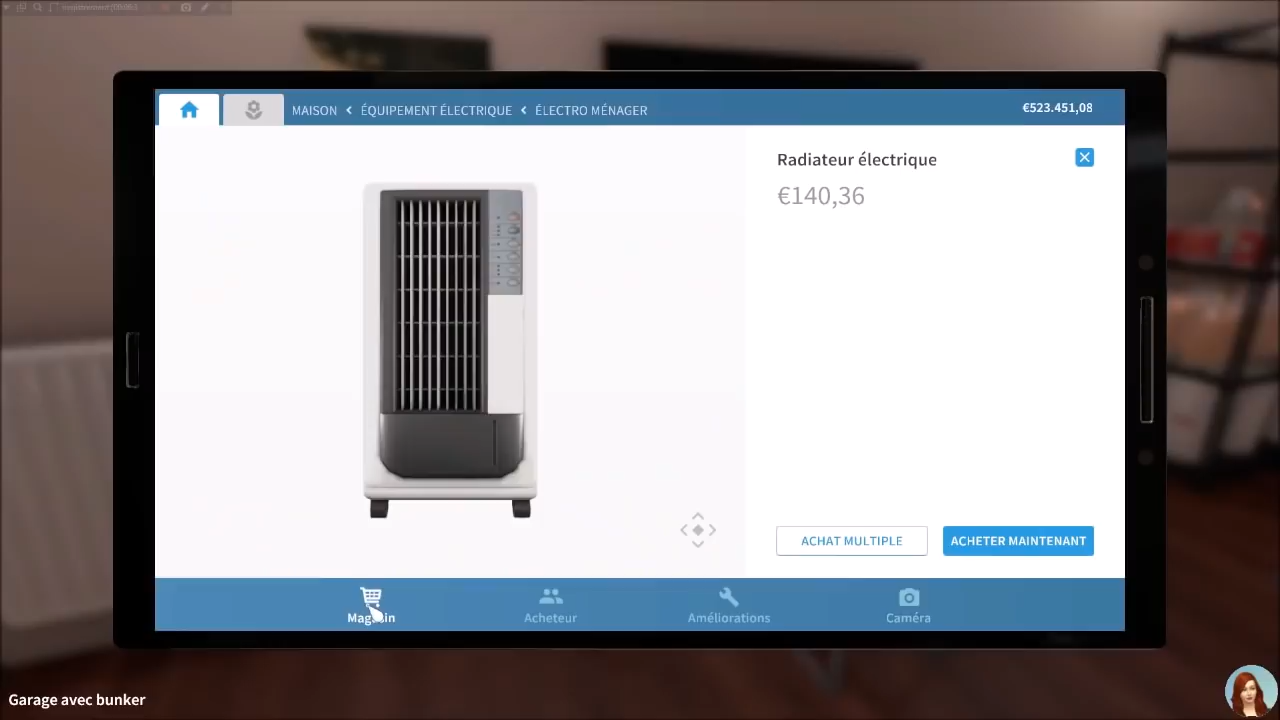 MAISON < ÉQUIPEMENT ÉLECTRIQUE < ÉLECTRO MÉNAGER
€523.451,08
Radiateur électrique
€140,36
ACHAT MULTIPLE
ACHETER MAINTENANT
Magasin
Acheteur
Améliorations
Caméra
Garage avec bunker